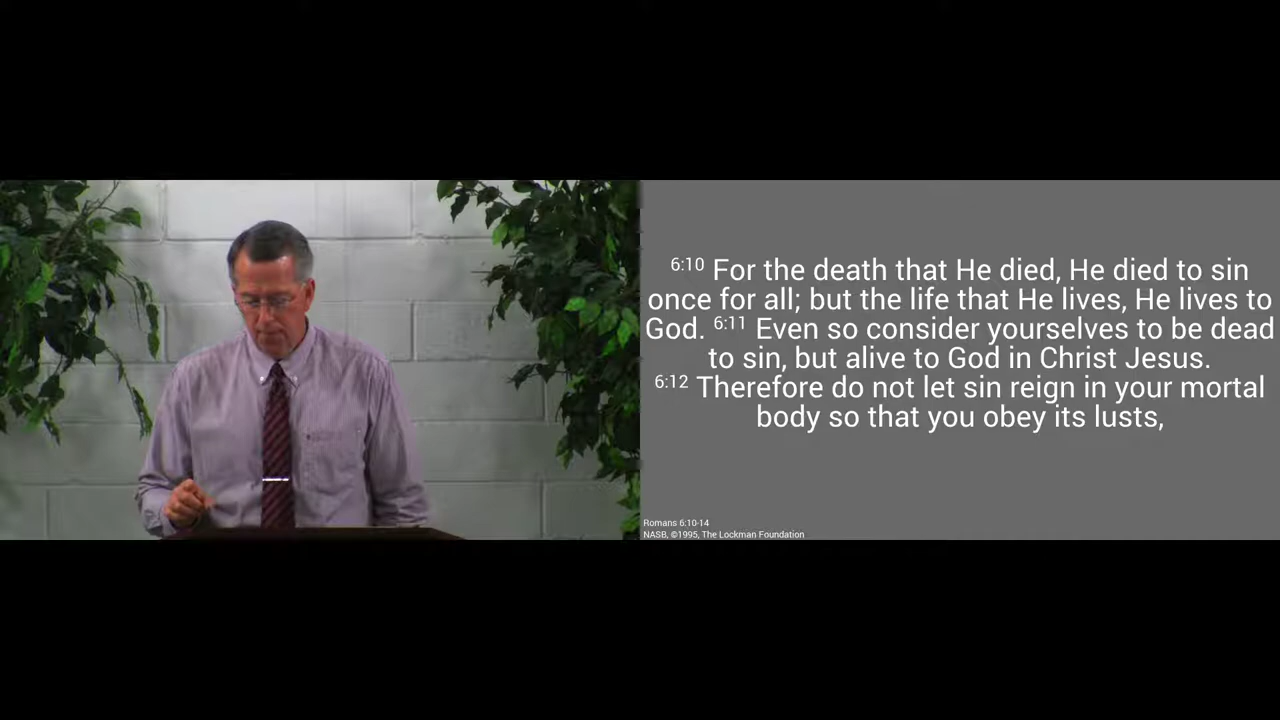 6:10 For the death that He died, He died to sin
once for all; but the life that He lives, He lives to
God. 6:11 Even so consider yourselves to be dead
to sin, but alive to God in Christ Jesus.
6:12 Therefore do not let sin reign in your mortal
body so that you obey its lusts,
Romans 6:10-14
NASB, ©1995, The Lockman Foundation